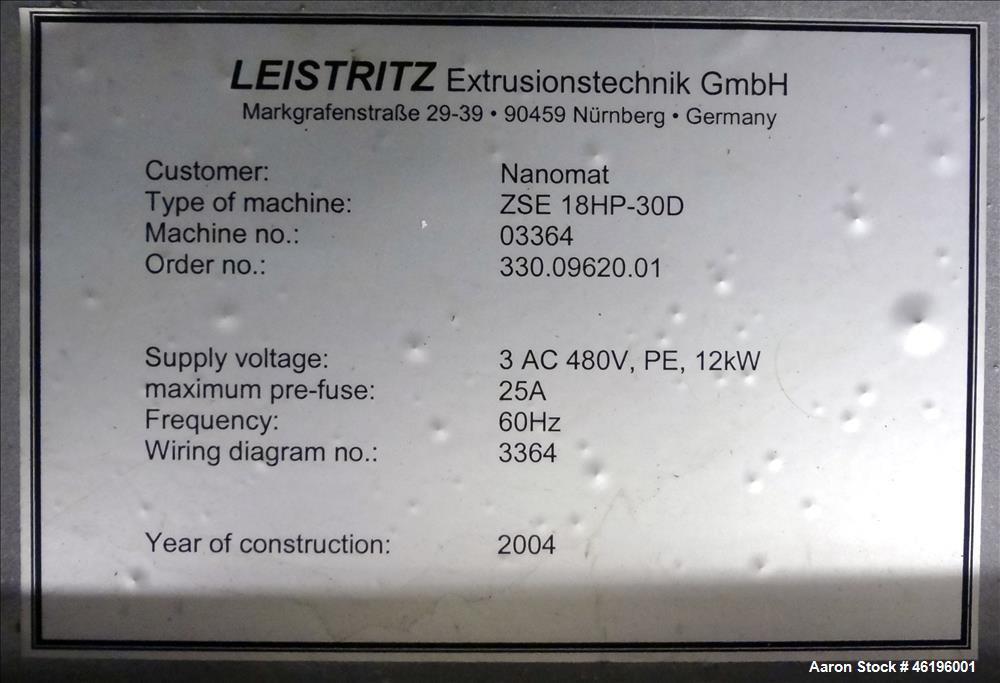 LEISTRITZ Extrusionstechnik GmbH
Markgrafenstraße 29-39 • 90459 Nürnberg • Germany
Customer: Nanomat
Type of machine: ZSE 18HP-30D
Machine no.: 03364
Order no.: 330.09620.01
Supply voltage: 3 AC 480V, PE, 12kW
maximum pre-fuse: 25A
Frequency: 60Hz
Wiring diagram no.: 3364
Year of construction: 2004
Aaron Stock # 46196001